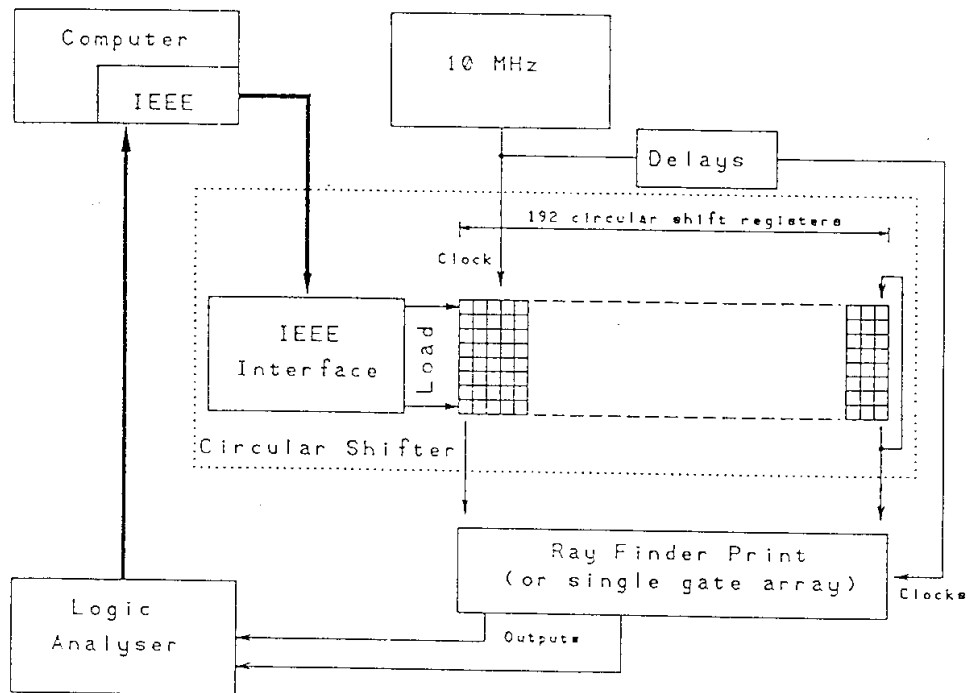 Computer
IEEE
10 MHz
Delays
192 circular shift registers
Clock
IEEE
Interface
Load
Circular Shifter
Ray Finder Print
(or single gate array)
Clocks
Logic
Analyser
Outputs